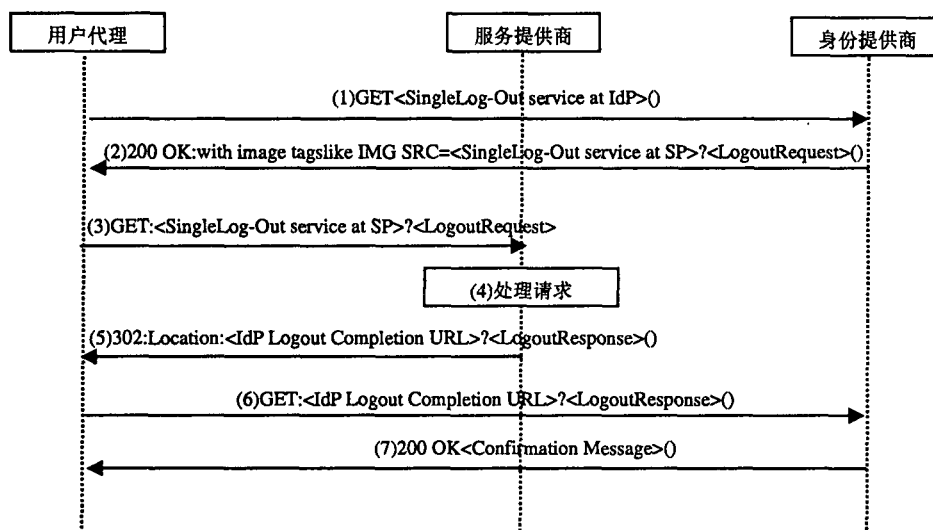 用户代理
服务提供商
身份提供商
(1)GET<SingleLog-Out service at IdP>()
(2)200 OK:with image tagslike IMG SRC=<SingleLog-Out service at SP>?<LogoutRequest>()
(3)GET:<SingleLog-Out service at SP>?<LogoutRequest>
(4)处理请求
(5)302:Location:<IdP Logout Completion URL>?<LogoutResponse>()
(6)GET:<IdP Logout Completion URL>?<LogoutResponse>()
(7)200 OK<Confirmation Message>()